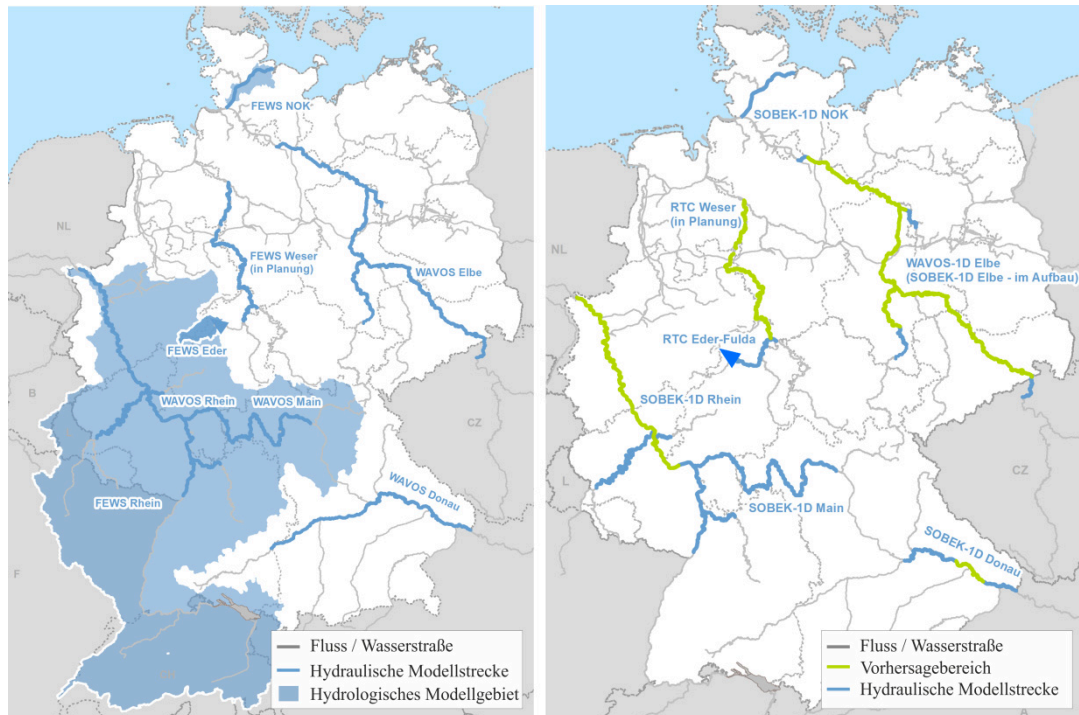 FEWS NOK
NL
FEWS Weser
(in Planung)
WAVOS Elbe
FEWS Eder
B
WAVOS Rhein
WAVOS Main
CZ
L
FEWS Rhein
WAVOS Donau
F
Fluss / Wasserstraße
Hydraulische Modellstrecke
Hydrologisches Modellgebiet
SOBEK-1D NOK
NL
RTC Weser
(in Planung)
WAVOS-1D Elbe
(SOBEK-1D Elbe - im Aufbau)
RTC Eder-Fulda
B
SOBEK-1D Rhein
CZ
L
SOBEK-1D Main
SOBEK-1D Donau
F
Fluss / Wasserstraße
Vorhersagebereich
Hydraulische Modellstrecke